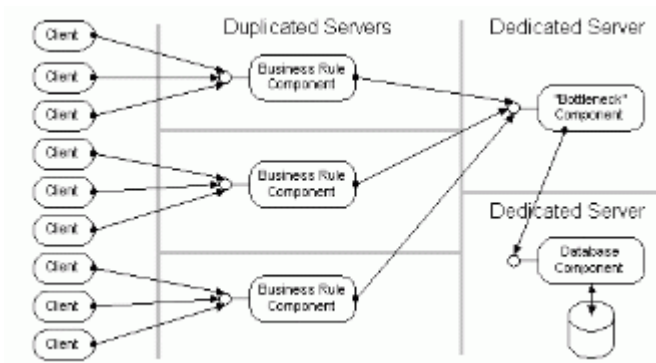 Duplicated Servers
Dedicated Server
Client
Client
Client
Client
Client
Client
Client
Client
Client
Business Rule
Component
Business Rule
Component
Business Rule
Component
"Bottleneck"
Component
Dedicated Server
Database
Component